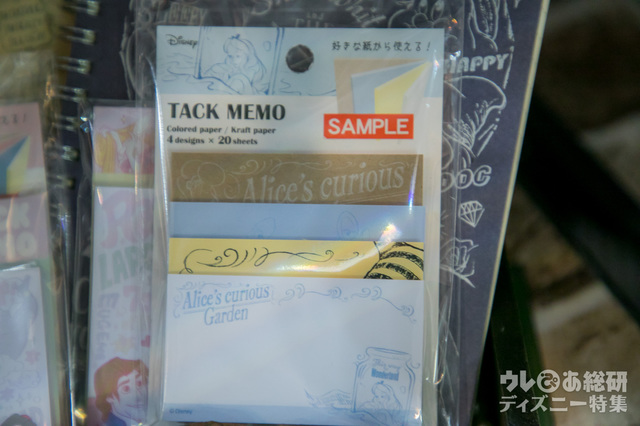 Disney
好きな紙から使える!
TACK MEMO
Colored paper / Kraft paper
4 designs × 20 sheets
SAMPLE
Alice's curious
Alice's curious
Garden
© Disney
HAPPY
DOC
ウレぴあ総研
ディズニー特集